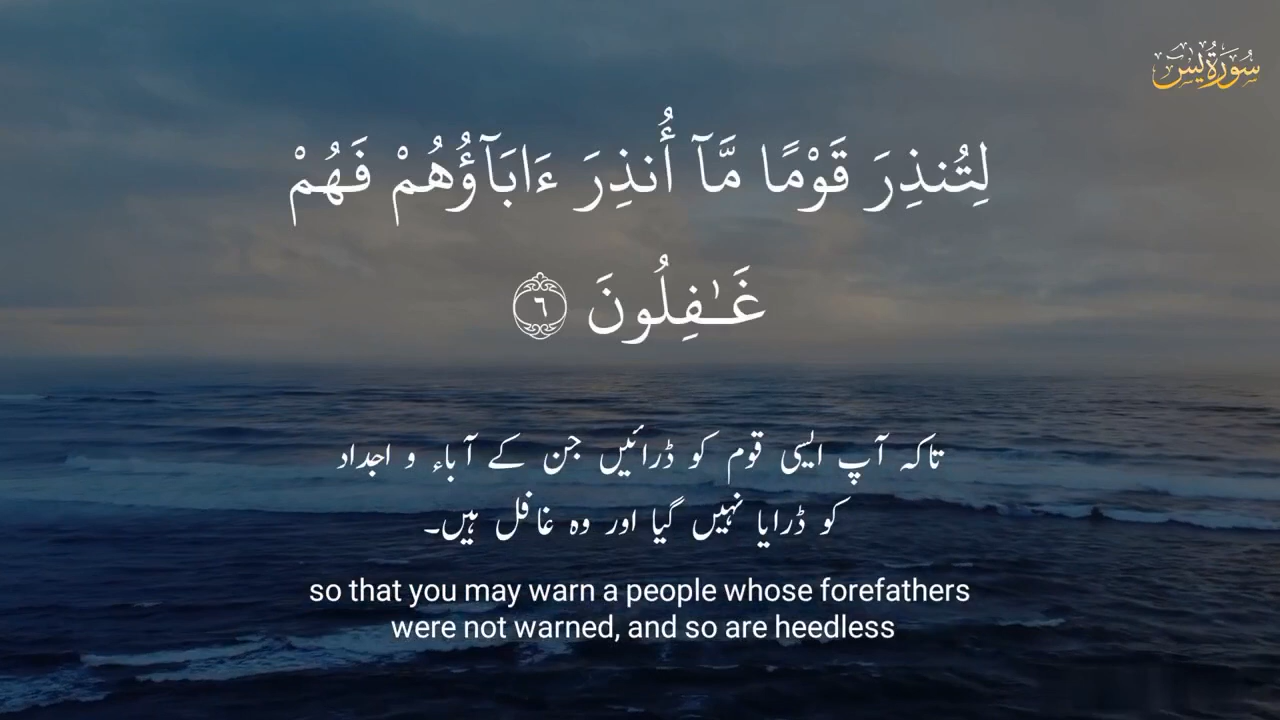 سُورَةُ يسٓ
لِتُنذِرَ قَوْمًا مَّآ أُنذِرَ ءَابَآؤُهُمْ فَهُمْ
غَـٰفِلُونَ ٦
تاکہ آپ ایسی قوم کو ڈرائیں جن کے آباء و اجداد
کو ڈرایا نہیں گیا اور وہ غافل ہیں۔
so that you may warn a people whose forefathers
were not warned, and so are heedless